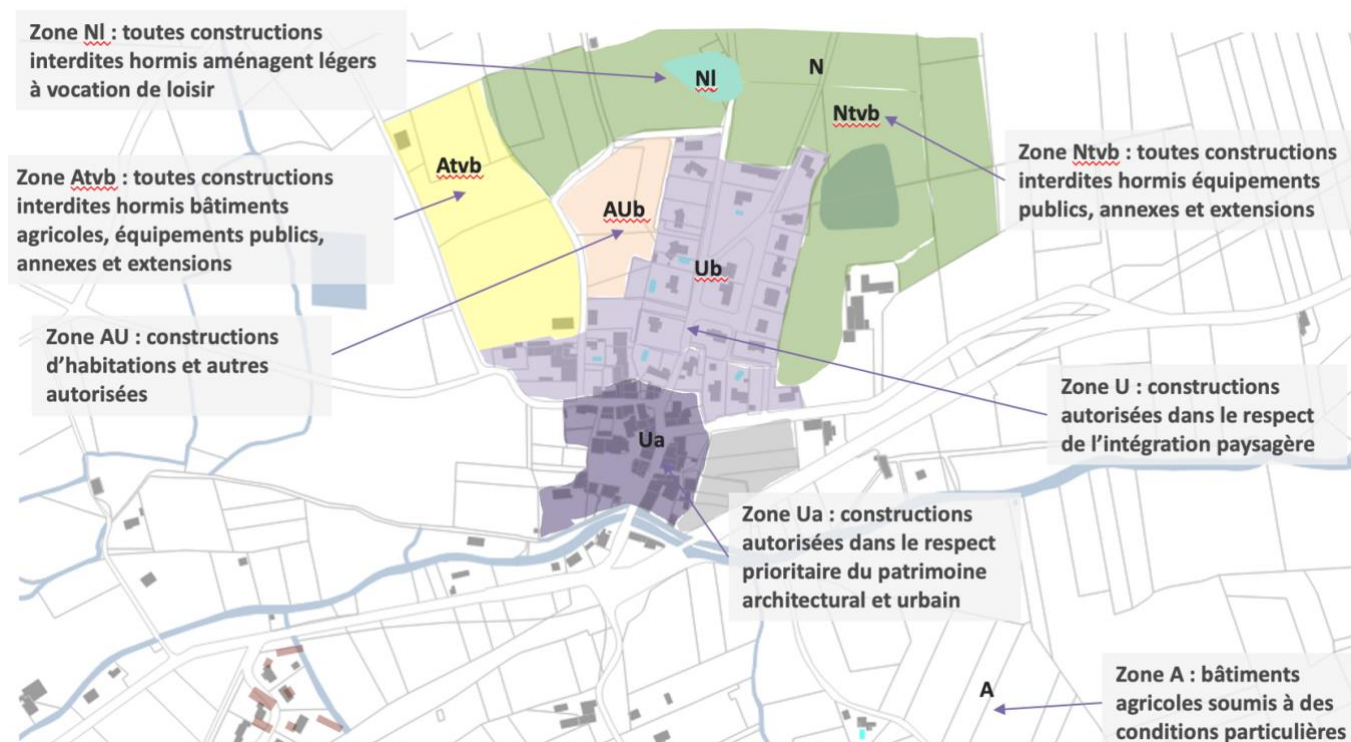 Zone Nl : toutes constructions
interdites hormis aménagent légers
à vocation de loisir
Nl
N
Ntvb
Zone Ntvb : toutes constructions
interdites hormis équipements
publics, annexes et extensions
Atvb
Zone Atvb : toutes constructions
interdites hormis bâtiments
agricoles, équipements publics,
annexes et extensions
AUb
Ub
Zone AU : constructions
d’habitations et autres
autorisées
Zone U : constructions
autorisées dans le respect
de l’intégration paysagère
Ua
Zone Ua : constructions
autorisées dans le respect
prioritaire du patrimoine
architectural et urbain
A
Zone A : bâtiments
agricoles soumis à des
conditions particulières